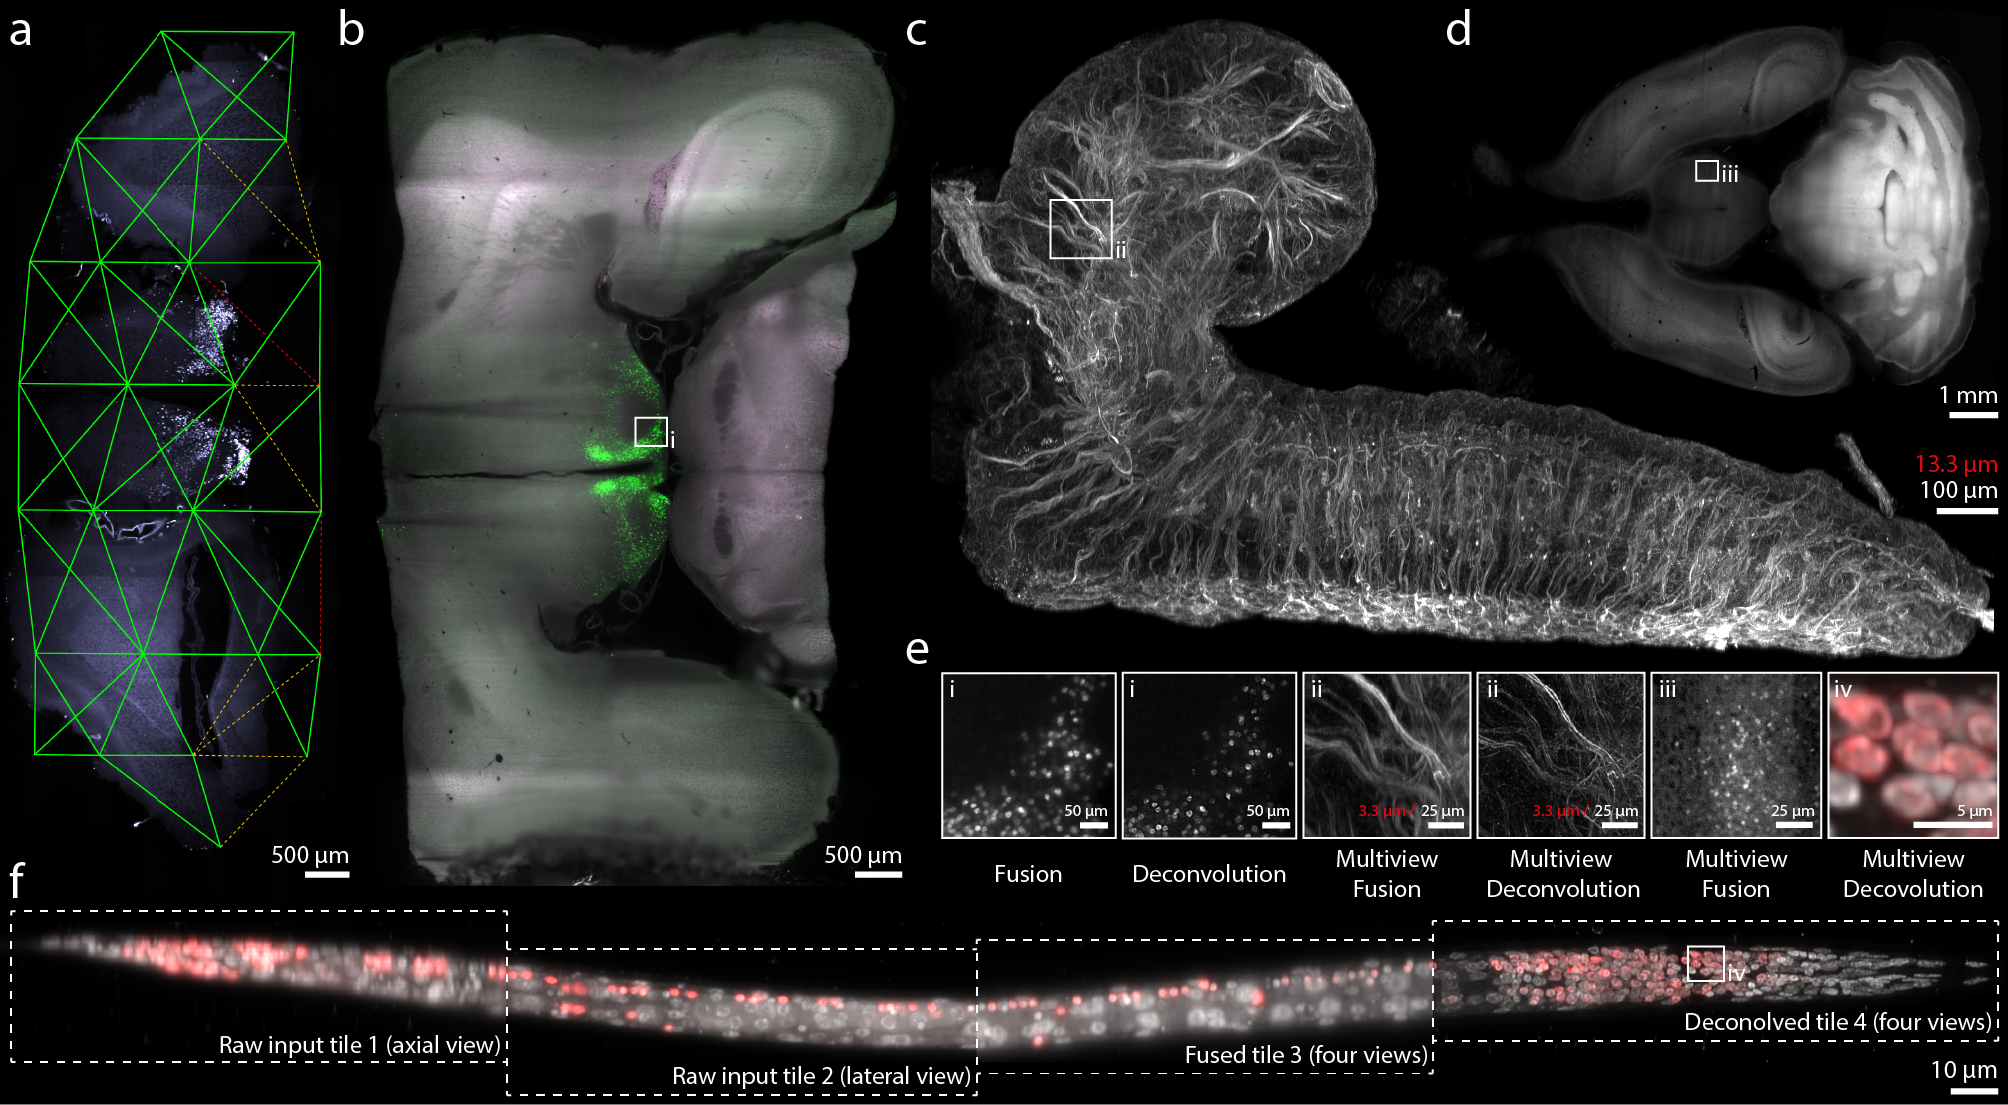 a
b
c
d
iii
ii
i
1 mm
13.3 µm
100 µm
500 µm
500 µm
e
i
i
ii
ii
iii
iv
50 µm
50 µm
3.3 µm / 25 µm
3.3 µm / 25 µm
25 µm
5 µm
Fusion
Deconvolution
Multiview
Fusion
Multiview
Deconvolution
Multiview
Fusion
Multiview
Decovolution
f
iv
Raw input tile 1 (axial view)
Raw input tile 2 (lateral view)
Fused tile 3 (four views)
Deconolved tile 4 (four views)
10 µm